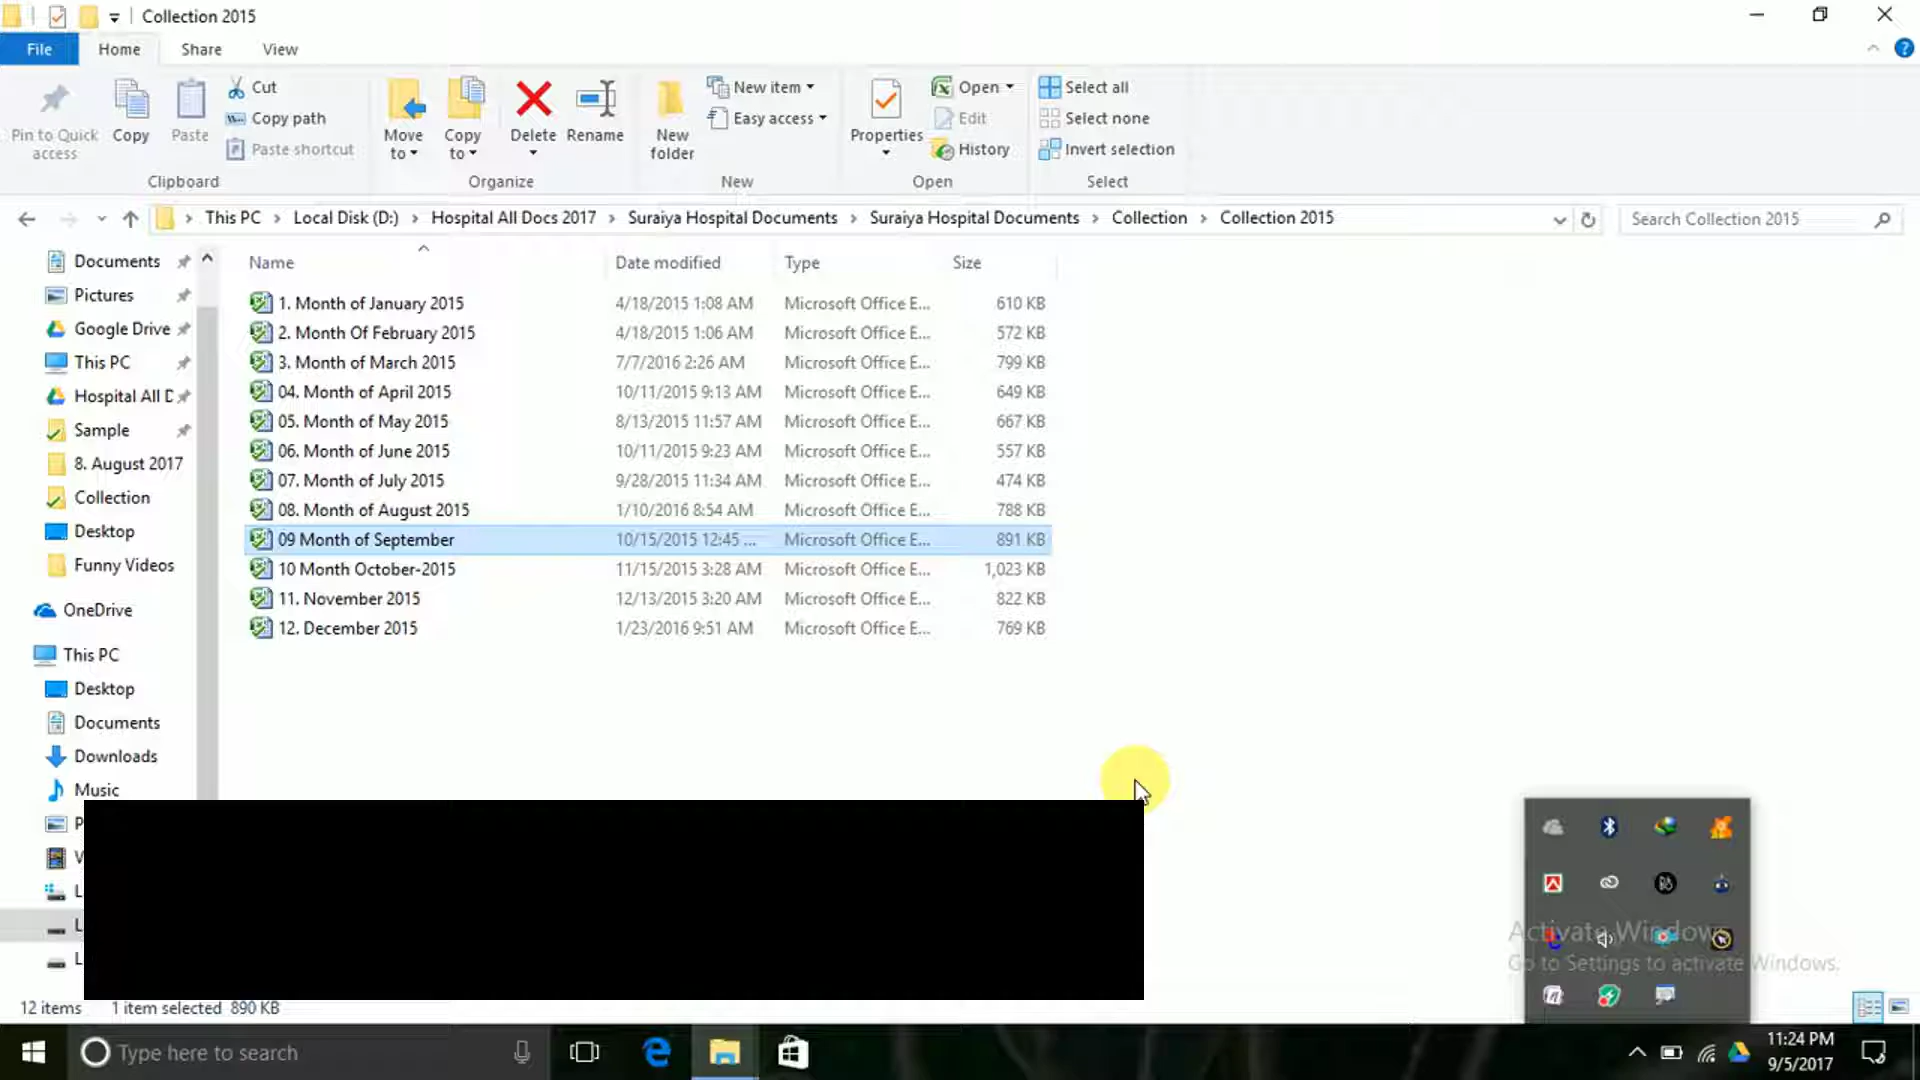 Collection 2015
File Home Share View
Pin to Quick access
Copy
Paste
Cut
Copy path
Paste shortcut
Clipboard
Move to
Copy to
Delete
Rename
Organize
New folder
New item
Easy access
New
Properties
Open
Edit
History
Open
Select all
Select none
Invert selection
Select
This PC > Local Disk (D:) > Hospital All Docs 2017 > Suraiya Hospital Documents > Suraiya Hospital Documents > Collection > Collection 2015
Search Collection 2015
Documents
Pictures
Google Drive
This PC
Hospital All D
Sample
8. August 2017
Collection
Desktop
Funny Videos
OneDrive
This PC
Desktop
Documents
Downloads
Music
P
V
L
L
L
Name Date modified Type Size
1. Month of January 2015 4/18/2015 1:08 AM Microsoft Office E... 610 KB
2. Month Of February 2015 4/18/2015 1:06 AM Microsoft Office E... 572 KB
3. Month of March 2015 7/7/2016 2:26 AM Microsoft Office E... 799 KB
04. Month of April 2015 10/11/2015 9:13 AM Microsoft Office E... 649 KB
05. Month of May 2015 8/13/2015 11:57 AM Microsoft Office E... 667 KB
06. Month of June 2015 10/11/2015 9:23 AM Microsoft Office E... 557 KB
07. Month of July 2015 9/28/2015 11:34 AM Microsoft Office E... 474 KB
08. Month of August 2015 1/10/2016 8:54 AM Microsoft Office E... 788 KB
09 Month of September 10/15/2015 12:45 ... Microsoft Office E... 891 KB
10 Month October-2015 11/15/2015 3:28 AM Microsoft Office E... 1,023 KB
11. November 2015 12/13/2015 3:20 AM Microsoft Office E... 822 KB
12. December 2015 1/23/2016 9:51 AM Microsoft Office E... 769 KB
Activate Windows
Go to Settings to activate Windows.
12 items 1 item selected 890 KB
Type here to search
11:24 PM
9/5/2017